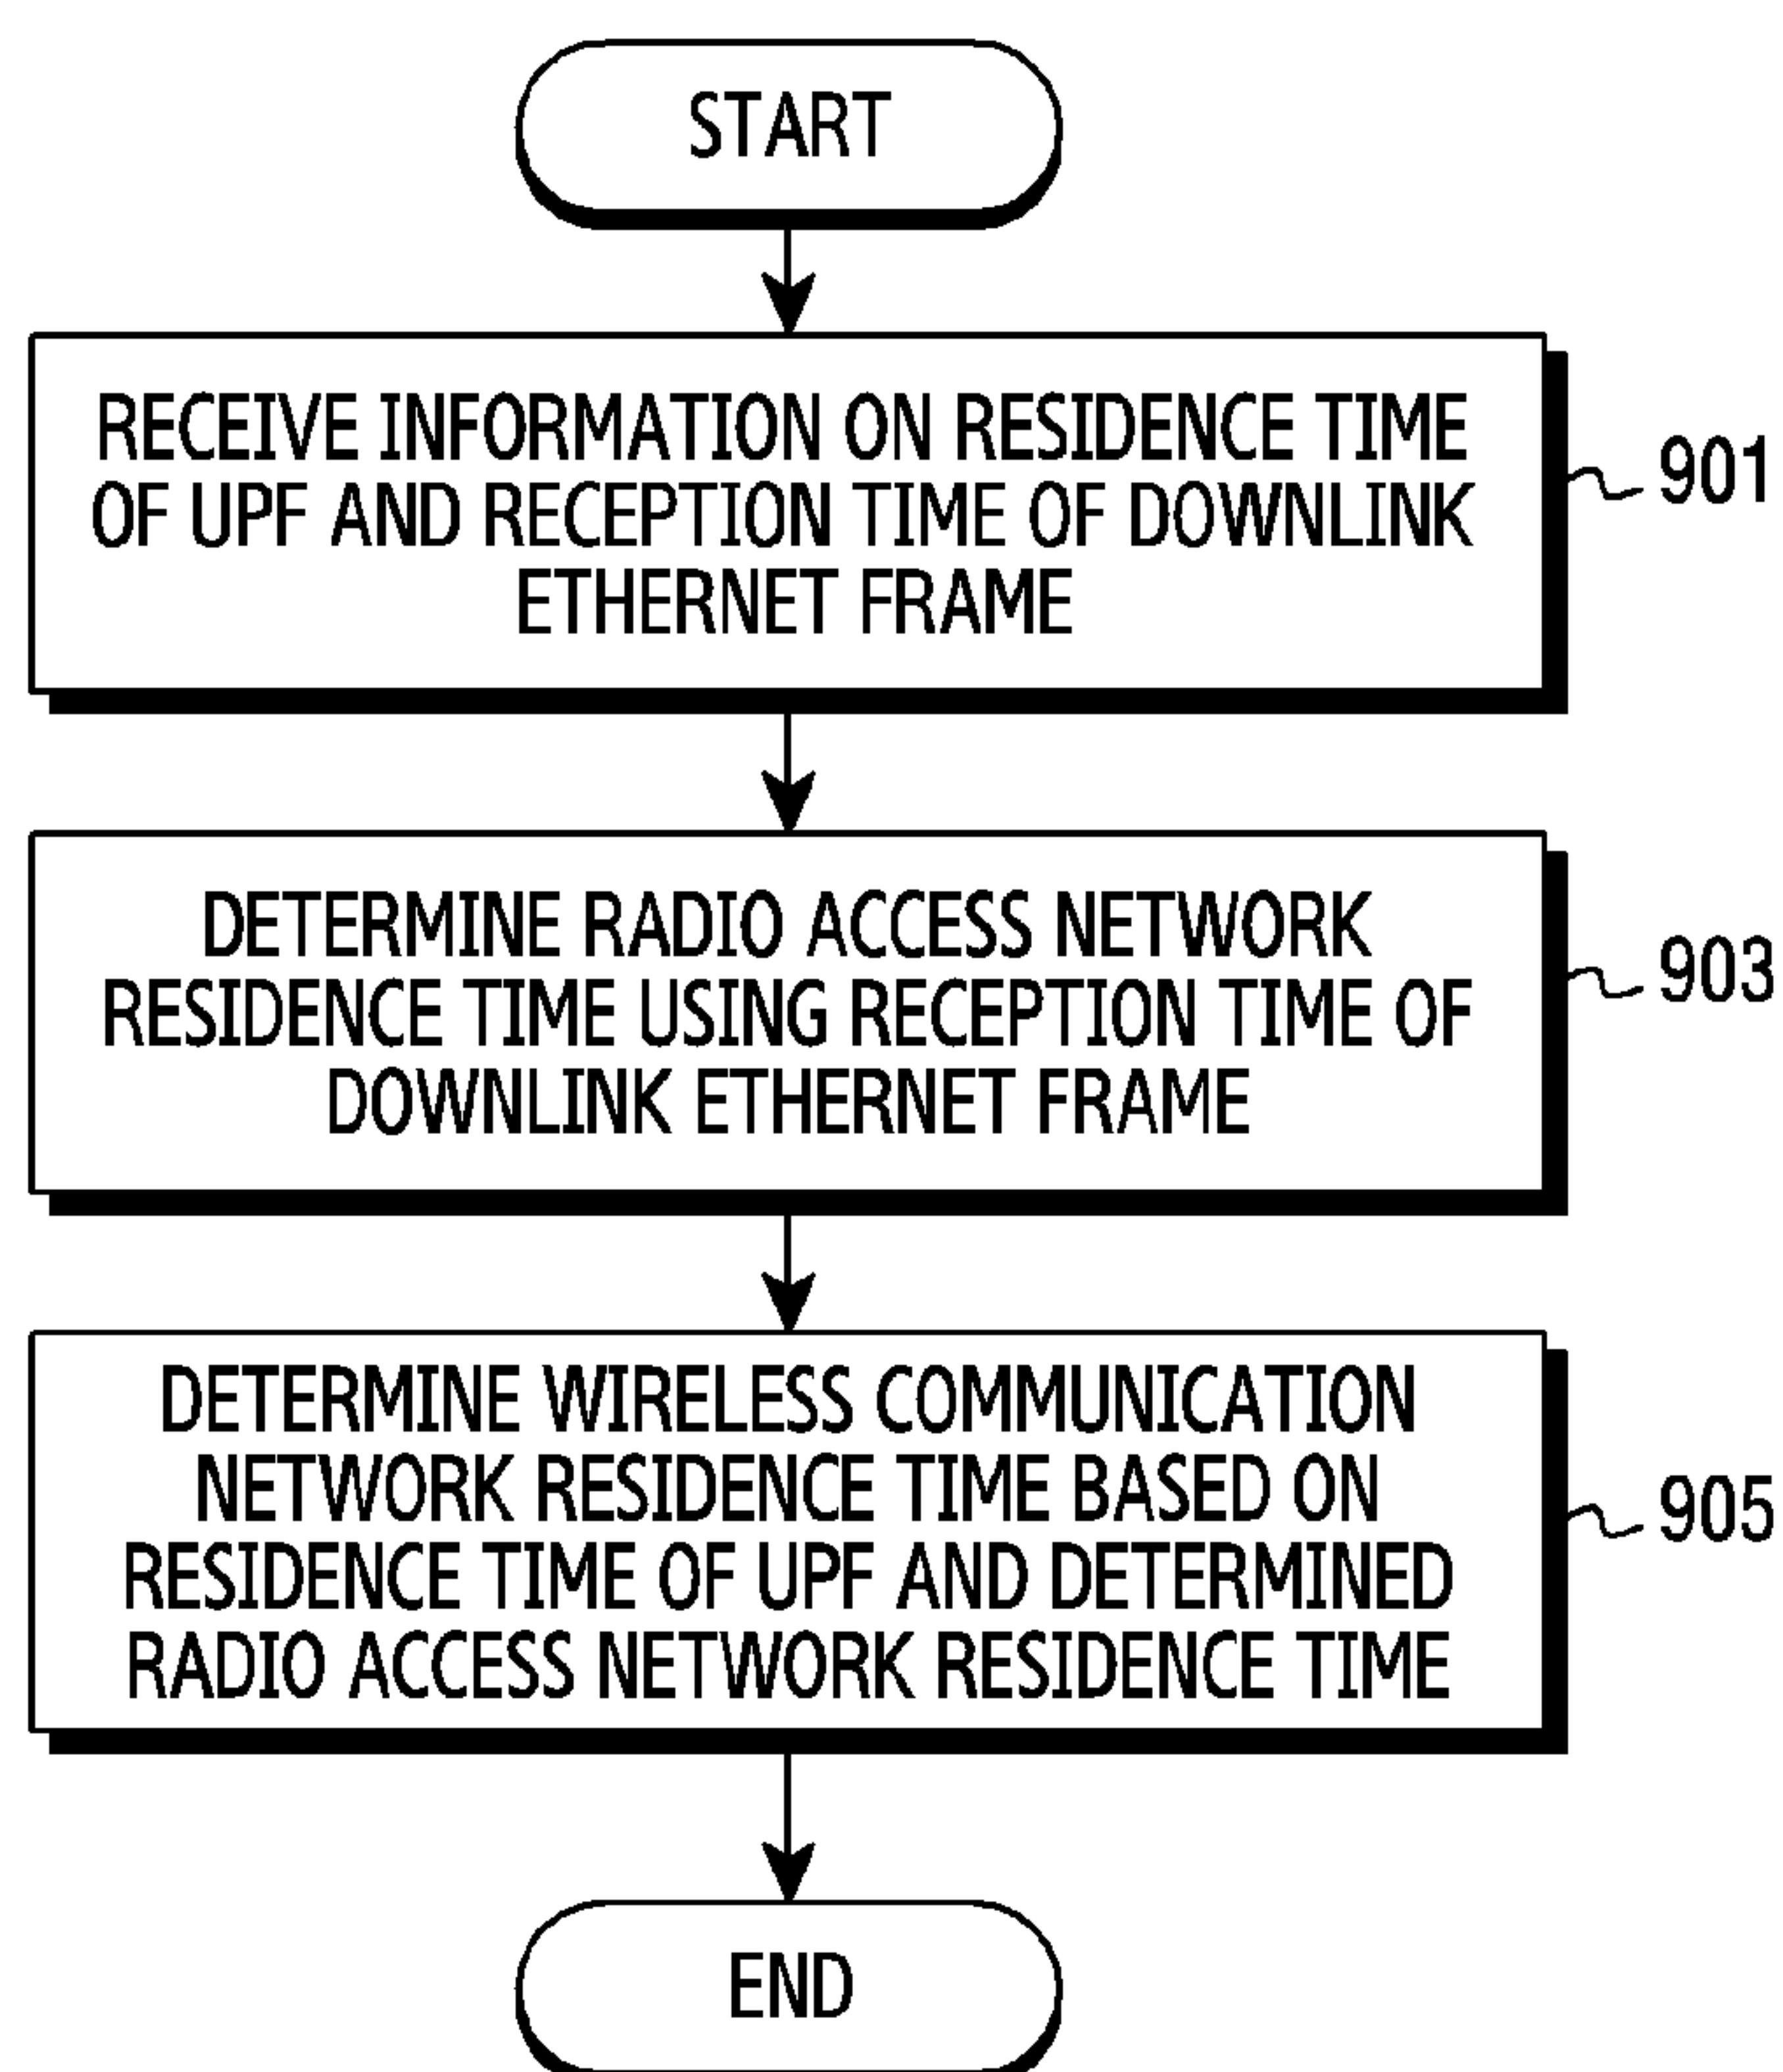 START
RECEIVE INFORMATION ON RESIDENCE TIME
OF UPF AND RECEPTION TIME OF DOWNLINK
ETHERNET FRAME
901
DETERMINE RADIO ACCESS NETWORK
RESIDENCE TIME USING RECEPTION TIME OF
DOWNLINK ETHERNET FRAME
903
DETERMINE WIRELESS COMMUNICATION
NETWORK RESIDENCE TIME BASED ON
RESIDENCE TIME OF UPF AND DETERMINED
RADIO ACCESS NETWORK RESIDENCE TIME
905
END